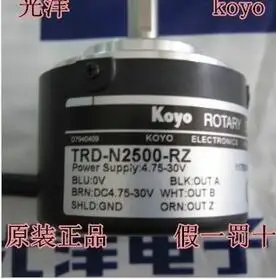 光洋 koyo
Koyo ROTARY
07940409 KOYO ELECTRONICS
TRD-N2500-RZ
Power Supply:4.75-30V
BLU:0V BLK:OUT A
BRN:DC4.75-30V WHT:OUT B
SHLD:GND ORN:OUT Z
原装正品 假一罚十